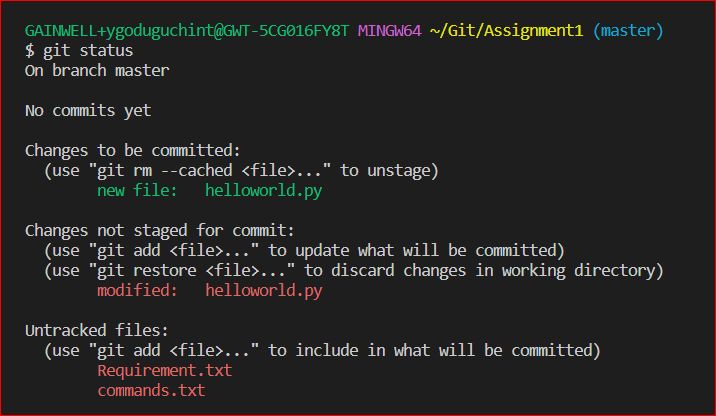 GAINWELL+ygoduguchint@GWT-5CG016FY8T MINGW64 ~/Git/Assignment1 (master)
$ git status
On branch master
No commits yet
Changes to be committed:
(use "git rm --cached <file>..." to unstage)
new file:   helloworld.py
Changes not staged for commit:
(use "git add <file>..." to update what will be committed)
(use "git restore <file>..." to discard changes in working directory)
modified:   helloworld.py
Untracked files:
(use "git add <file>..." to include in what will be committed)
Requirement.txt
commands.txt